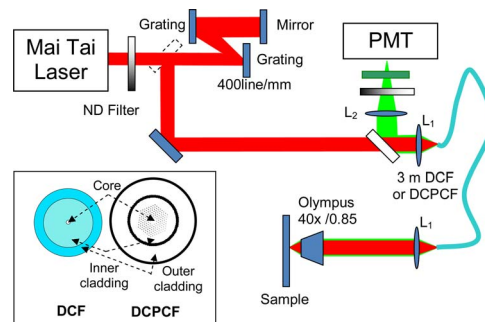 Grating
Mirror
Mai Tai
Laser
Grating
400line/mm
ND Filter
PMT
L2
L1
3 m DCF
or DCPCF
Core
Olympus
40x /0.85
L1
Inner
cladding
Outer
cladding
Sample
DCF
DCPCF